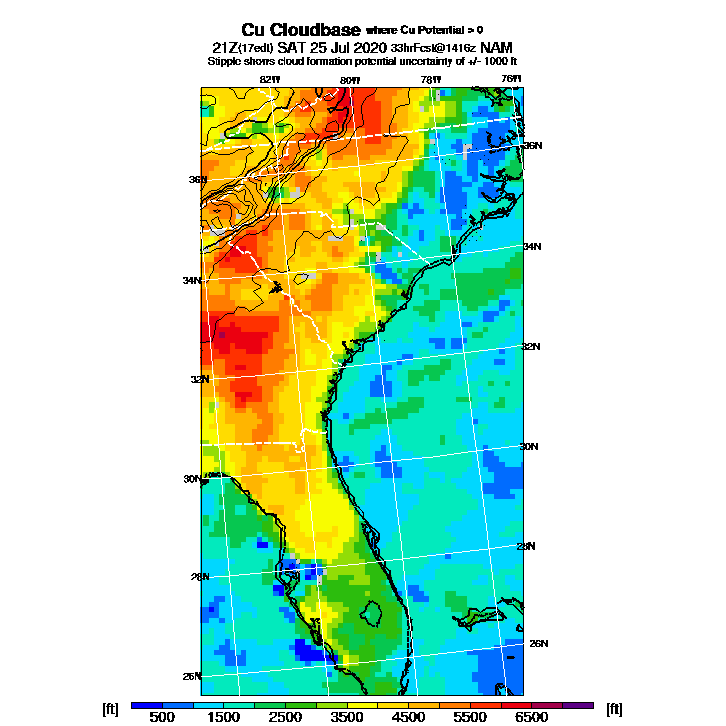 Cu Cloudbase where Cu Potential > 0
21Z(17edt) SAT 25 Jul 2020 33hrFcst@1416z NAM
Stipple shows cloud formation potential uncertainty of +/- 1000 ft
82W 80W 78W 76W
36N 36N
34N 34N
32N 32N
30N 30N
28N 28N
26N 26N
[ft] 500 1500 2500 3500 4500 5500 6500 [ft]